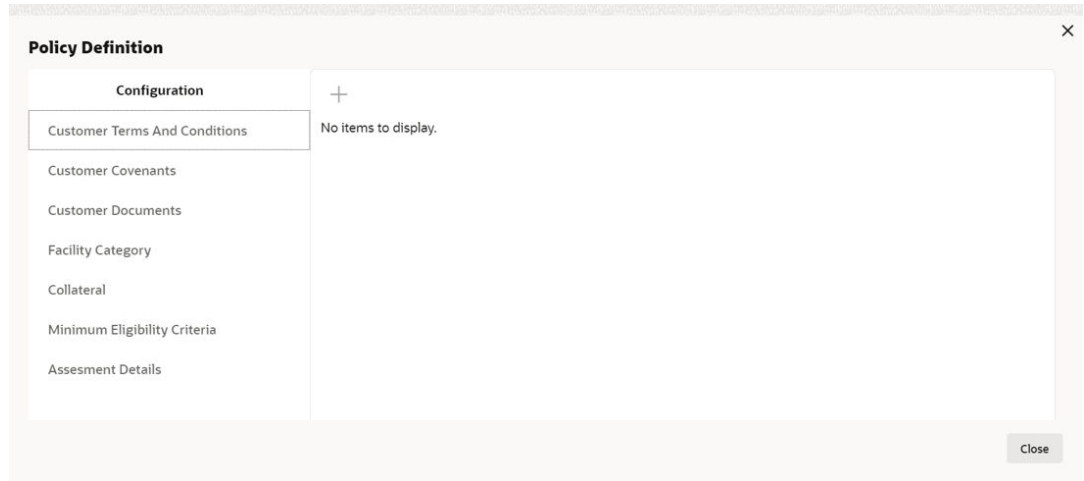 Policy Definition
Configuration
Customer Terms And Conditions
No items to display.
Customer Covenants
Customer Documents
Facility Category
Collateral
Minimum Eligibility Criteria
Assesment Details
Close